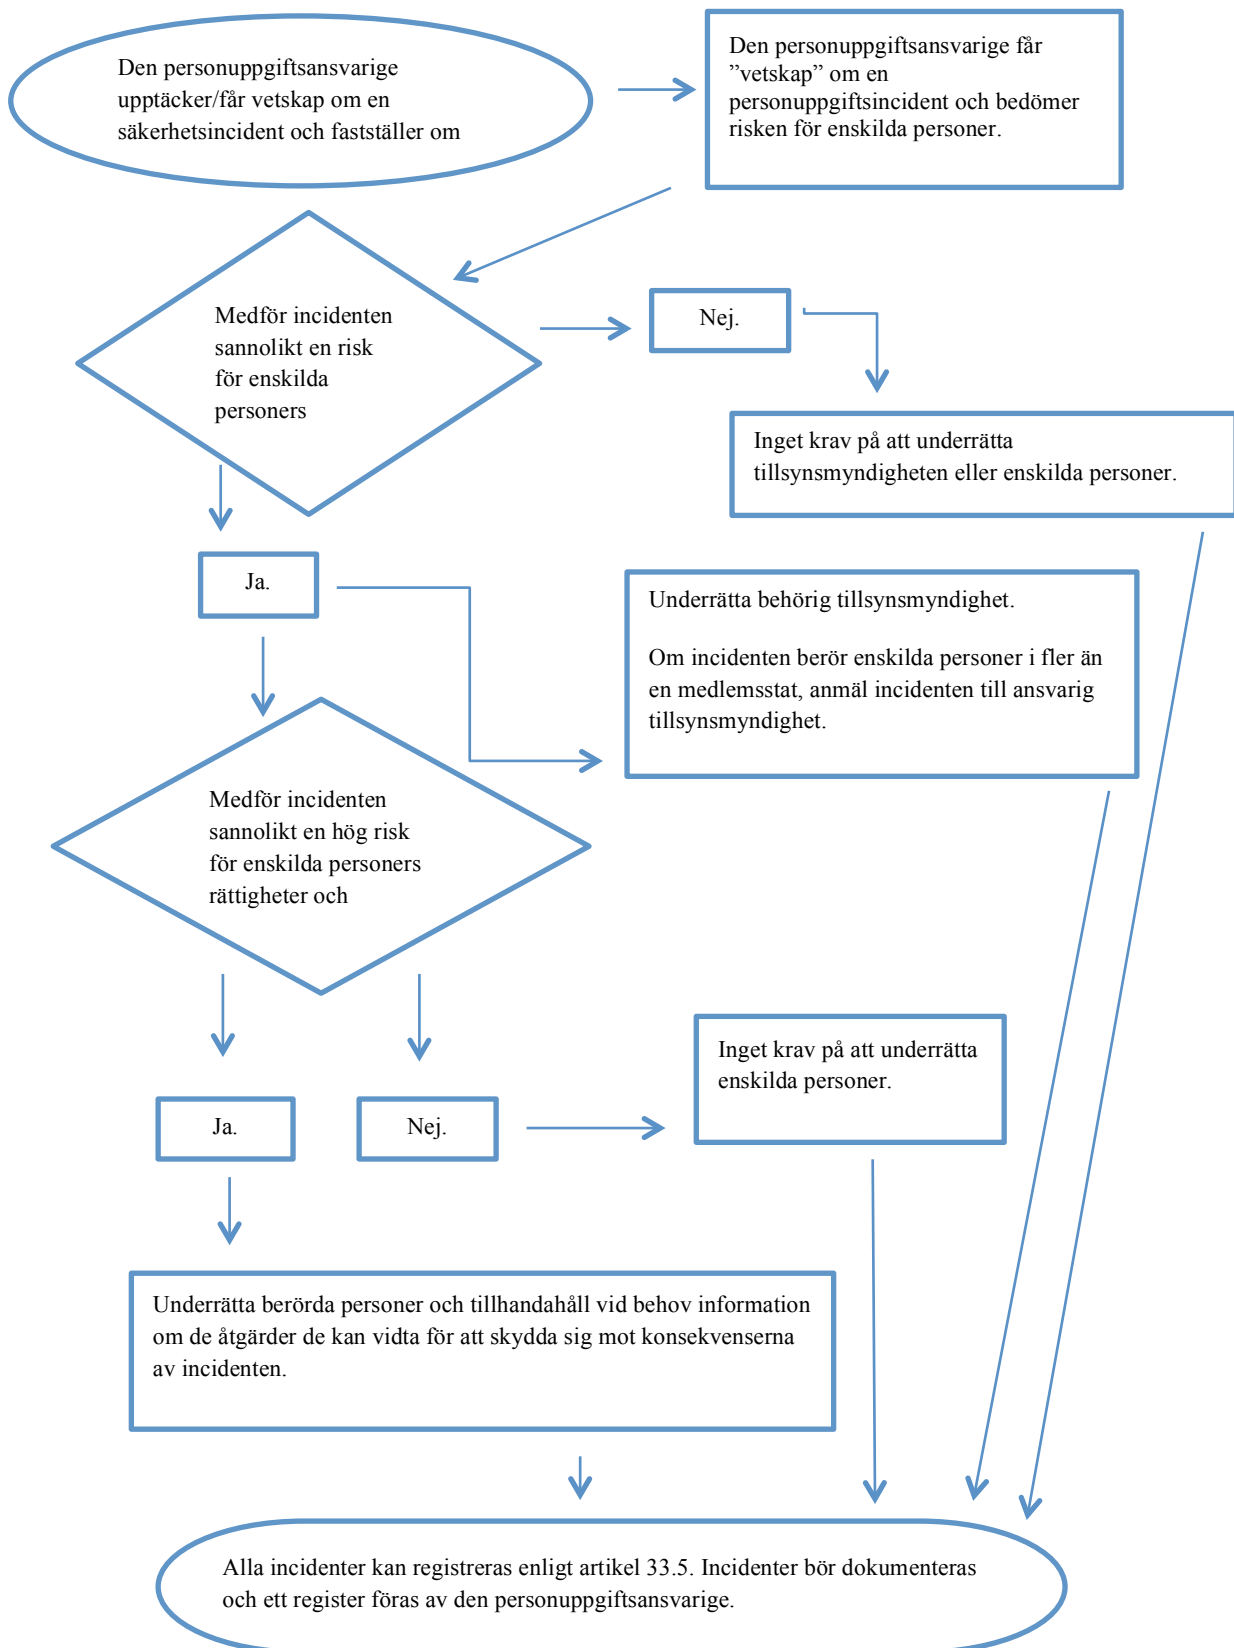 Den personuppgiftsansvarige
upptäcker/får vetskap om en
säkerhetsincident och fastställer om
Den personuppgiftsansvarige får
”vetskap” om en
personuppgiftsincident och bedömer
risken för enskilda personer.
Medför incidenten
sannolikt en risk
för enskilda
personers
Nej.
Inget krav på att underrätta
tillsynsmyndigheten eller enskilda personer.
Ja.
Underrätta behörig tillsynsmyndighet.
Om incidenten berör enskilda personer i fler än
en medlemsstat, anmäl incidenten till ansvarig
tillsynsmyndighet.
Medför incidenten
sannolikt en hög risk
för enskilda personers
rättigheter och
Inget krav på att underrätta
enskilda personer.
Ja.
Nej.
Underrätta berörda personer och tillhandahåll vid behov information
om de åtgärder de kan vidta för att skydda sig mot konsekvenserna
av incidenten.
Alla incidenter kan registreras enligt artikel 33.5. Incidenter bör dokumenteras
och ett register föras av den personuppgiftsansvarige.